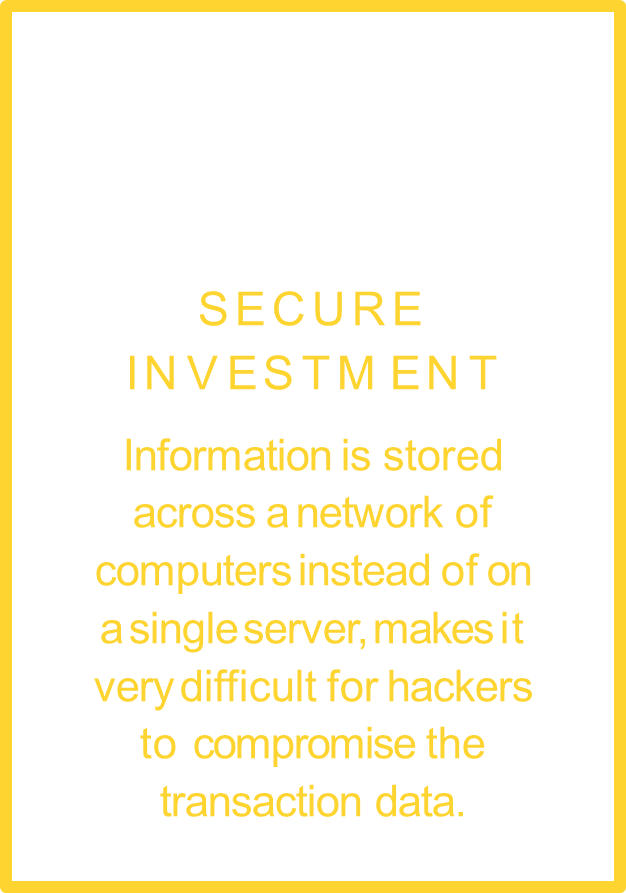 SECURE
INVESTMENT
Information is stored
across a network of
computers instead of on
a single server, makes it
very difficult for hackers
to compromise the
transaction data.